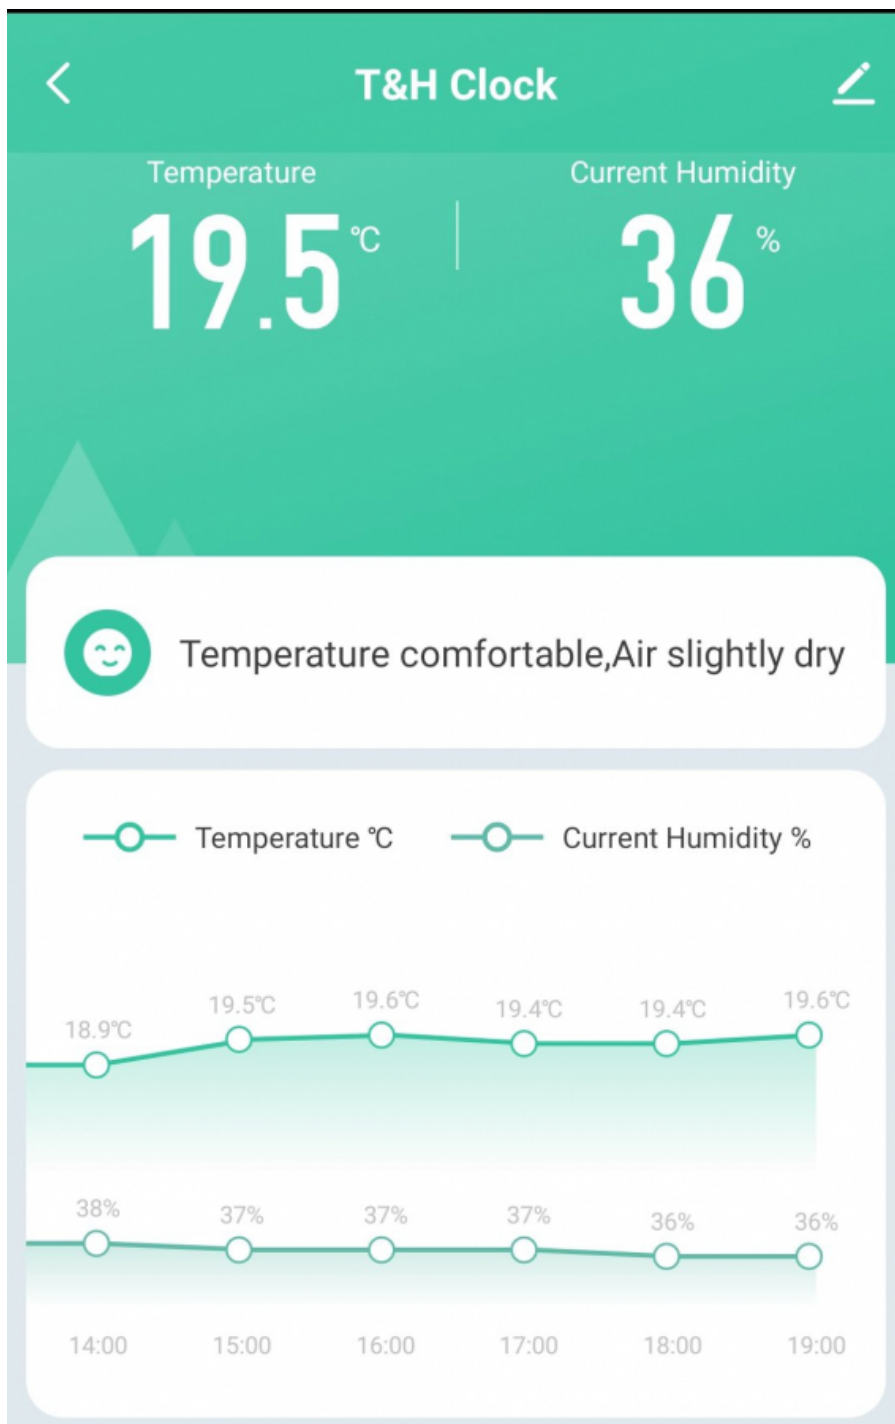 T&H Clock
Temperature
Current Humidity
19.5℃
36%
Temperature comfortable,Air slightly dry
Temperature ℃
Current Humidity %
18.9℃ 19.5℃ 19.6℃ 19.4℃ 19.4℃ 19.6℃
38% 37% 37% 37% 36% 36%
14:00 15:00 16:00 17:00 18:00 19:00